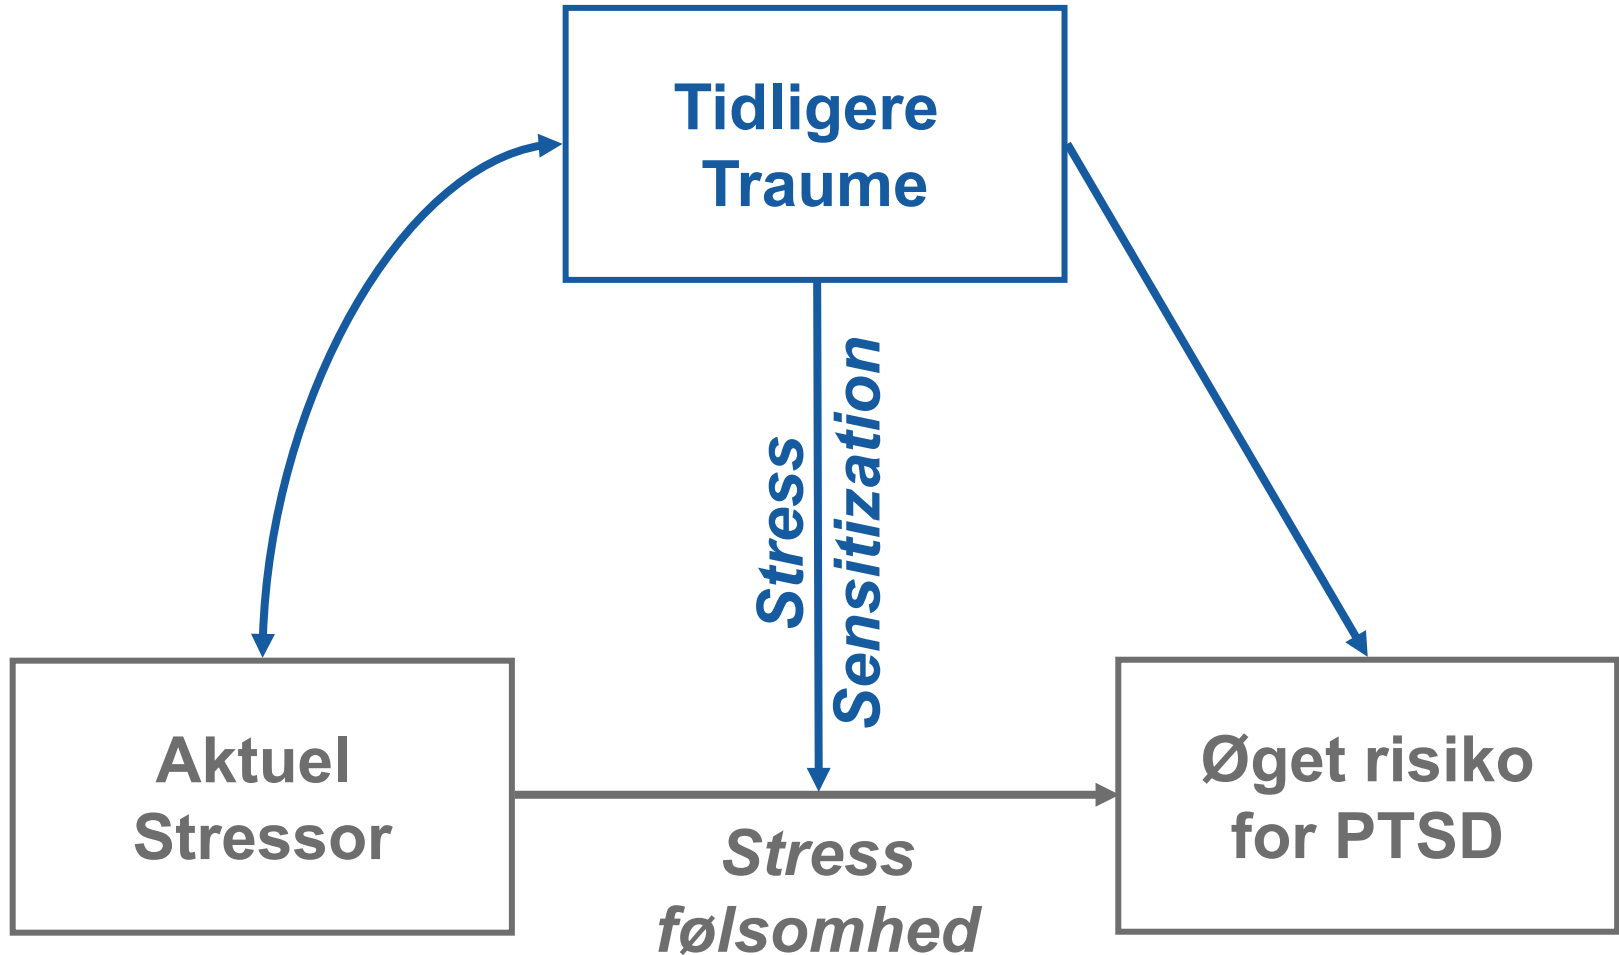 Tidligere
Traume
Stress
Sensitization
Aktuel
Stressor
Stress
følsomhed
Øget risiko
for PTSD